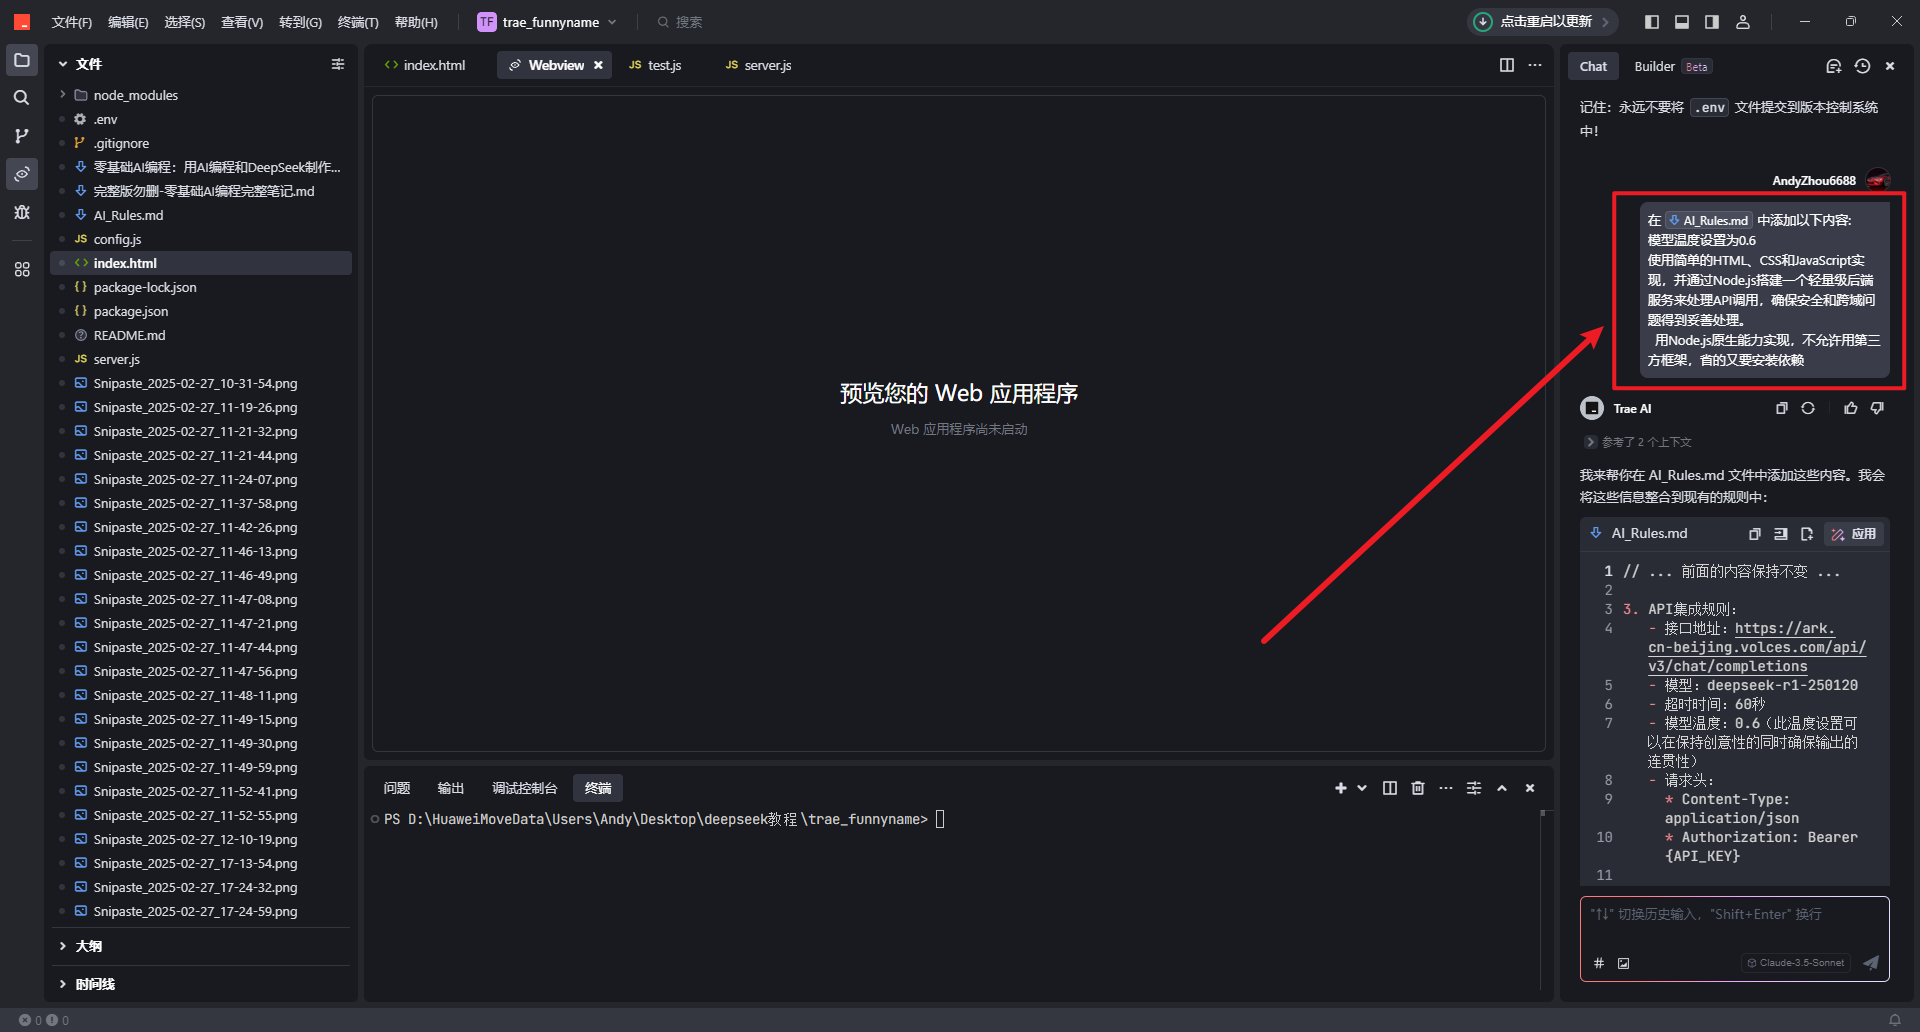 文件(F) 编辑(E) 选择(S) 查看(V) 转到(G) 终端(T) 帮助(H) TF trae_funnyname 搜索 点击重启以更新
文件
node_modules
.env
.gitignore
零基础AI编程：用AI编程和DeepSeek制作...
完整版勿删-零基础AI编程完整笔记.md
AI_Rules.md
JS config.js
index.html
{ } package-lock.json
{ } package.json
README.md
JS server.js
Snipaste_2025-02-27_10-31-54.png
Snipaste_2025-02-27_11-19-26.png
Snipaste_2025-02-27_11-21-32.png
Snipaste_2025-02-27_11-21-44.png
Snipaste_2025-02-27_11-24-07.png
Snipaste_2025-02-27_11-37-58.png
Snipaste_2025-02-27_11-42-26.png
Snipaste_2025-02-27_11-46-13.png
Snipaste_2025-02-27_11-46-49.png
Snipaste_2025-02-27_11-47-08.png
Snipaste_2025-02-27_11-47-21.png
Snipaste_2025-02-27_11-47-44.png
Snipaste_2025-02-27_11-47-56.png
Snipaste_2025-02-27_11-48-11.png
Snipaste_2025-02-27_11-49-15.png
Snipaste_2025-02-27_11-49-30.png
Snipaste_2025-02-27_11-49-59.png
Snipaste_2025-02-27_11-52-41.png
Snipaste_2025-02-27_11-52-55.png
Snipaste_2025-02-27_12-10-19.png
Snipaste_2025-02-27_17-13-54.png
Snipaste_2025-02-27_17-24-32.png
Snipaste_2025-02-27_17-24-59.png
大纲
时间线
0 0
index.html Webview JS test.js JS server.js
预览您的 Web 应用程序
Web 应用程序尚未启动
问题 输出 调试控制台 终端
PS D:\HuaweiMoveData\Users\Andy\Desktop\deepseek教程\trae_funnyname>
Chat Builder Beta
记住：永远不要将 .env 文件提交到版本控制系统
中！
AndyZhou6688
在 AI_Rules.md 中添加以下内容:
模型温度设置为0.6
使用简单的HTML、CSS和JavaScript实
现，并通过Node.js搭建一个轻量级后端
服务来处理API调用，确保安全和跨域问
题得到妥善处理。
用Node.js原生能力实现，不允许用第三
方框架，省的又要安装依赖
Trae AI
参考了 2 个上下文
我来帮你在 AI_Rules.md 文件中添加这些内容。我会
将这些信息整合到现有的规则中：
AI_Rules.md 应用
1 // ... 前面的内容保持不变 ...
2
3 3. API集成规则：
4 - 接口地址：https://ark.
cn-beijing.volces.com/api/
v3/chat/completions
5 - 模型：deepseek-r1-250120
6 - 超时时间：60秒
7 - 模型温度：0.6（此温度设置可
以在保持创意性的同时确保输出的
连贯性）
8 - 请求头：
9 * Content-Type:
application/json
10 * Authorization: Bearer
{API_KEY}
11
"↑↓" 切换历史输入，"Shift+Enter" 换行
# Claude-3.5-Sonnet